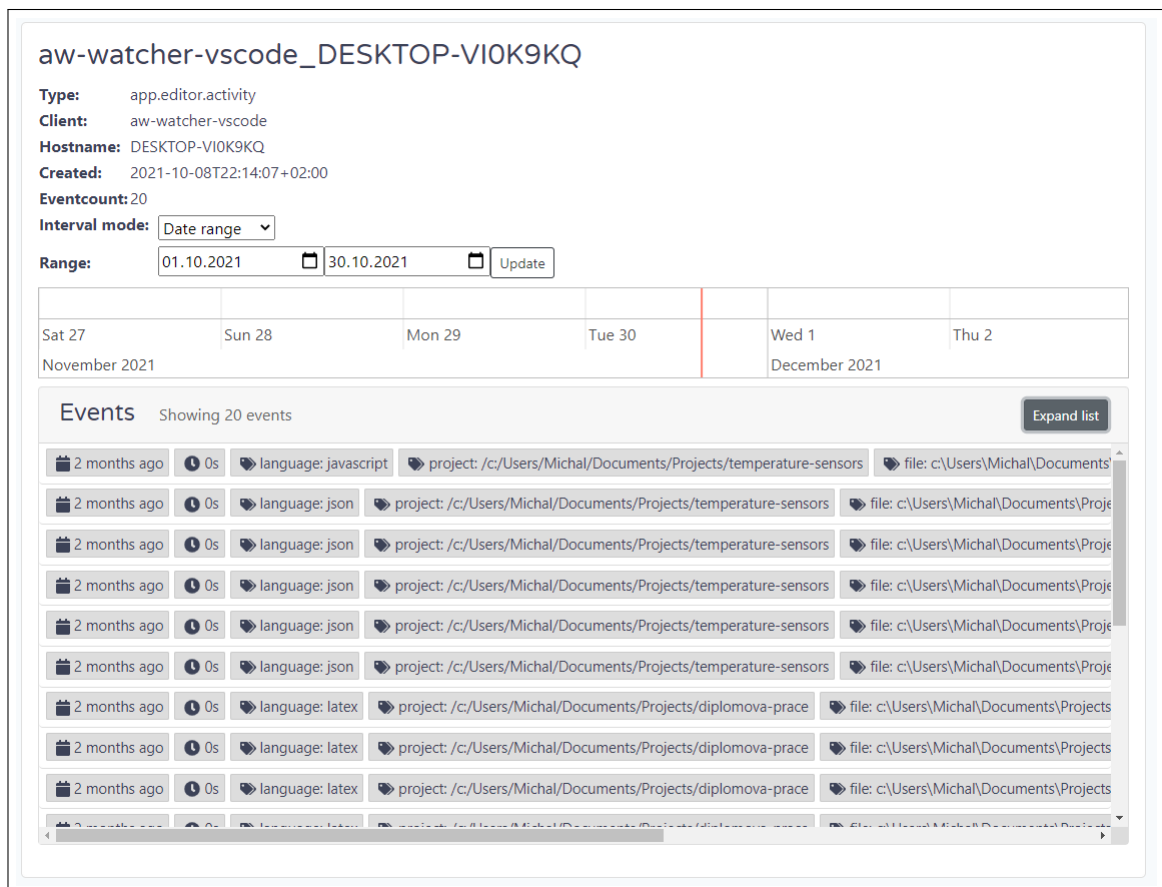 aw-watcher-vscode_DESKTOP-VI0K9KQ
Type: app.editor.activity
Client: aw-watcher-vscode
Hostname: DESKTOP-VI0K9KQ
Created: 2021-10-08T22:14:07+02:00
Eventcount: 20
Interval mode: Date range
Range: 01.10.2021 30.10.2021 Update
Sat 27 Sun 28 Mon 29 Tue 30 Wed 1 Thu 2
November 2021 December 2021
Events Showing 20 events Expand list
2 months ago 0s language: javascript project: /c:/Users/Michal/Documents/Projects/temperature-sensors file: c:\Users\Michal\Documents\
2 months ago 0s language: json project: /c:/Users/Michal/Documents/Projects/temperature-sensors file: c:\Users\Michal\Documents\Proje
2 months ago 0s language: json project: /c:/Users/Michal/Documents/Projects/temperature-sensors file: c:\Users\Michal\Documents\Proje
2 months ago 0s language: json project: /c:/Users/Michal/Documents/Projects/temperature-sensors file: c:\Users\Michal\Documents\Proje
2 months ago 0s language: json project: /c:/Users/Michal/Documents/Projects/temperature-sensors file: c:\Users\Michal\Documents\Proje
2 months ago 0s language: json project: /c:/Users/Michal/Documents/Projects/temperature-sensors file: c:\Users\Michal\Documents\Proje
2 months ago 0s language: latex project: /c:/Users/Michal/Documents/Projects/diplomova-prace file: c:\Users\Michal\Documents\Projects
2 months ago 0s language: latex project: /c:/Users/Michal/Documents/Projects/diplomova-prace file: c:\Users\Michal\Documents\Projects
2 months ago 0s language: latex project: /c:/Users/Michal/Documents/Projects/diplomova-prace file: c:\Users\Michal\Documents\Projects